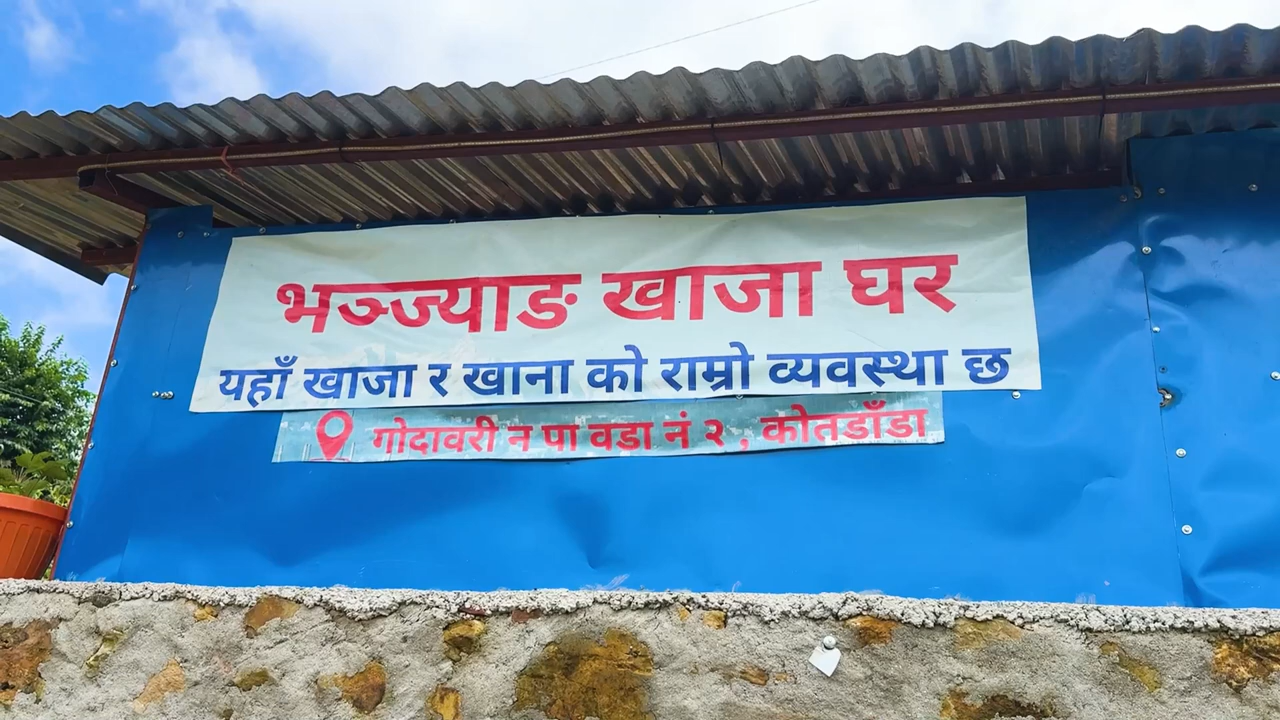 भञ्ज्याङ खाजा घर
यहाँ खाजा र खाना को राम्रो व्यवस्था छ
गोदावरी न पा वडा नं २ , कोतडाँडा